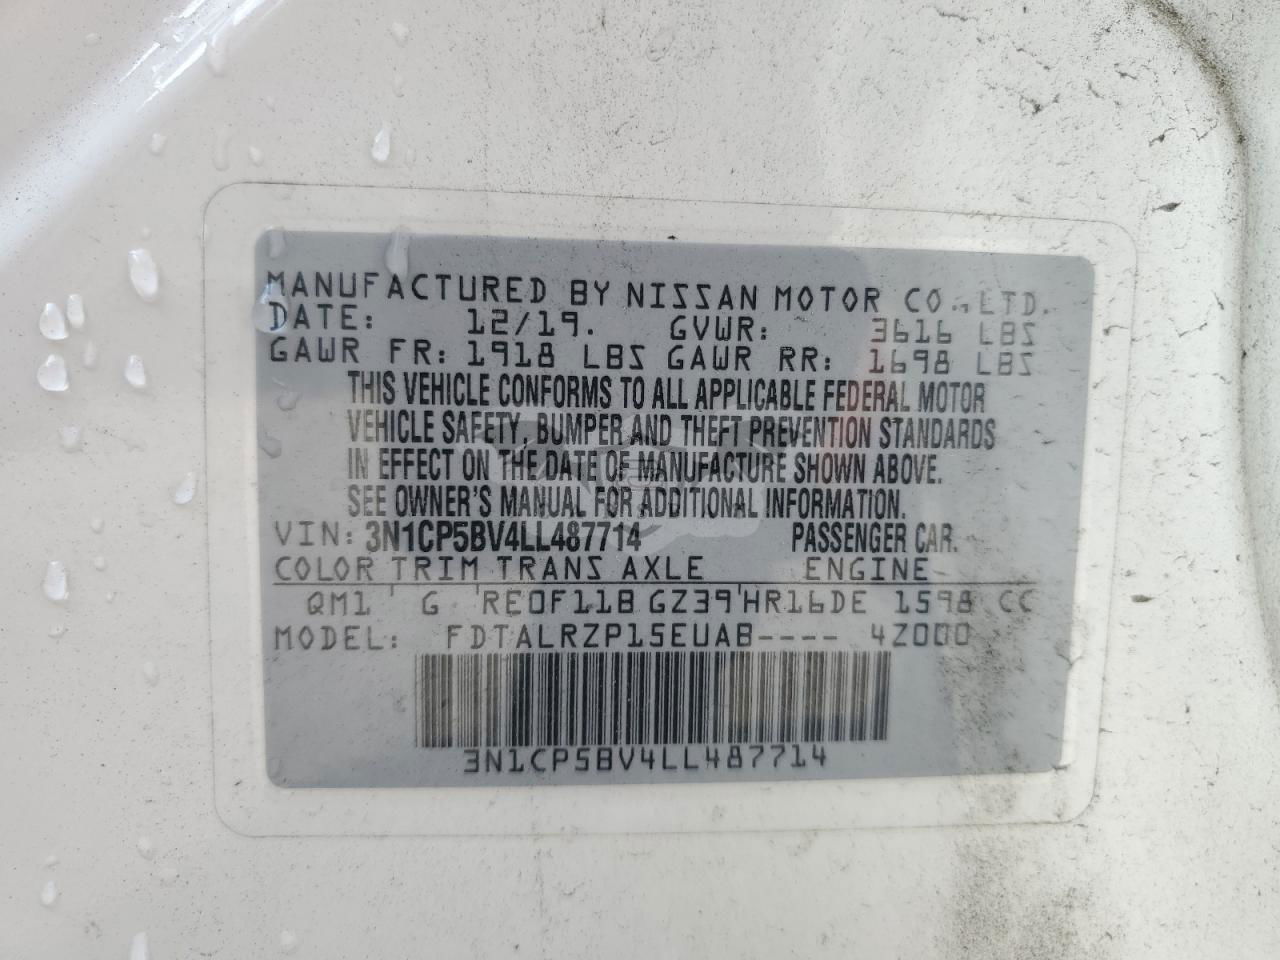 MANUFACTURED BY NISSAN MOTOR CO., LTD.
DATE: 12/19. GVWR: 3616 LBS
GAWR FR: 1918 LBS GAWR RR: 1698 LBS
THIS VEHICLE CONFORMS TO ALL APPLICABLE FEDERAL MOTOR
VEHICLE SAFETY, BUMPER AND THEFT PREVENTION STANDARDS
IN EFFECT ON THE DATE OF MANUFACTURE SHOWN ABOVE.
SEE OWNER'S MANUAL FOR ADDITIONAL INFORMATION.
VIN: 3N1CP5BV4LL487714 PASSENGER CAR.
COLOR TRIM TRANS AXLE ENGINE
QM1 G RE0F11B GZ39 HR16DE 1598 CC
MODEL: FDTALRZP15EUAB---- 4Z000
3N1CP5BV4LL487714